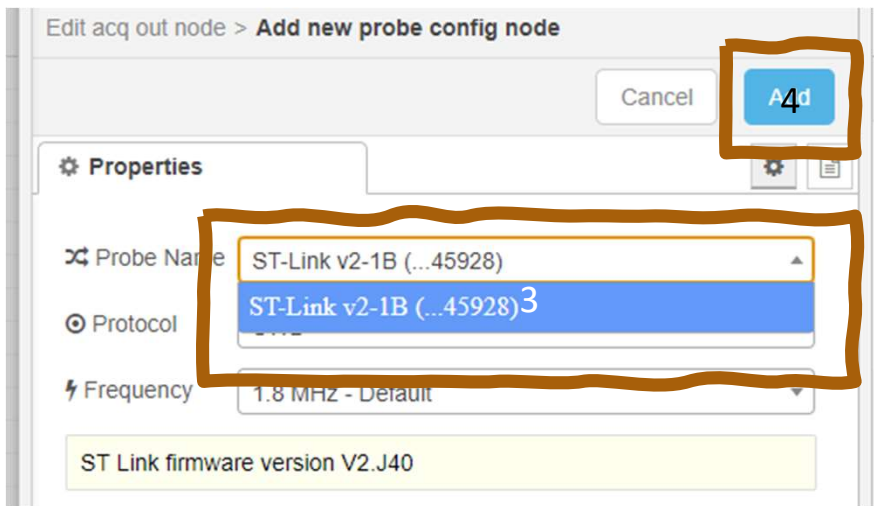 Edit acq out node > Add new probe config node
Cancel
4
Properties
Probe Name
ST-Link v2-1B (...45928)
ST-Link v2-1B (...45928)3
Protocol
Frequency
1.8 MHz - Default
ST Link firmware version V2.J40